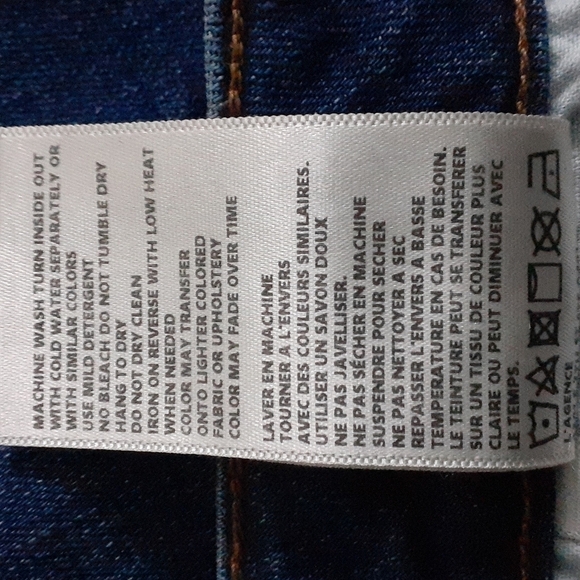 MACHINE WASH TURN INSIDE OUT
WITH COLD WATER SEPARATELY OR
WITH SIMILAR COLORS
USE MILD DETERGENT
NO BLEACH DO NOT TUMBLE DRY
HANG TO DRY
DO NOT DRY CLEAN
IRON ON REVERSE WITH LOW HEAT
WHEN NEEDED
COLOR MAY TRANSFER
ONTO LIGHTER COLORED
FABRIC OR UPHOLSTERY
COLOR MAY FADE OVER TIME
LAVER EN MACHINE
TOURNER A L'ENVERS
AVEC DES COULEURS SIMILAIRES.
UTILISER UN SAVON DOUX
NE PAS JAVELLISER.
NE PAS SÉCHER EN MACHINE
SUSPENDRE POUR SECHER
NE PAS NETTOYER A SEC
REPASSER L'ENVERS A BASSE
TEMPERATURE EN CAS DE BESOIN.
LE TEINTURE PEUT SE TRANSFERER
SUR UN TISSU DE COULEUR PLUS
CLAIRE OU PEUT DIMINUER AVEC
LE TEMPS.
L'AGENCE